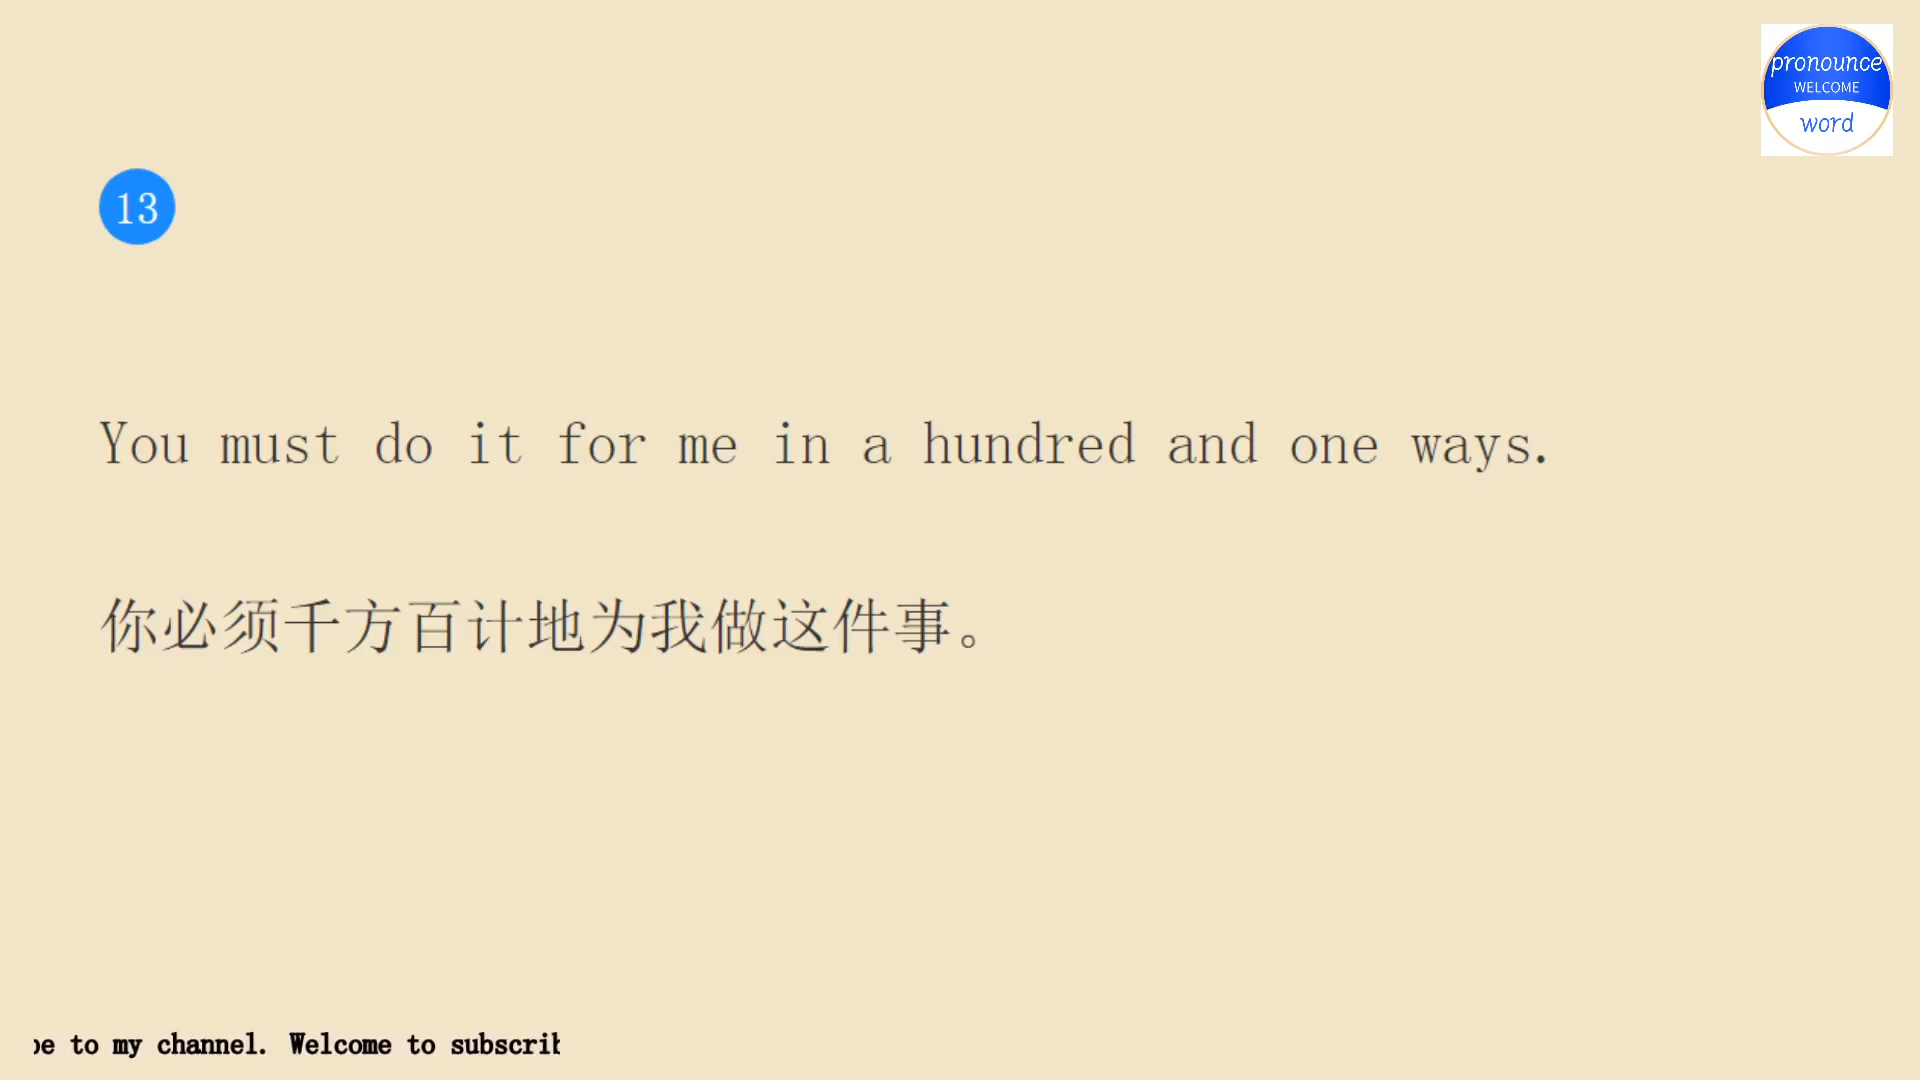 pronounce
WELCOME
word
13
You must do it for me in a hundred and one ways.
你必须千方百计地为我做这件事。
to my channel. Welcome to